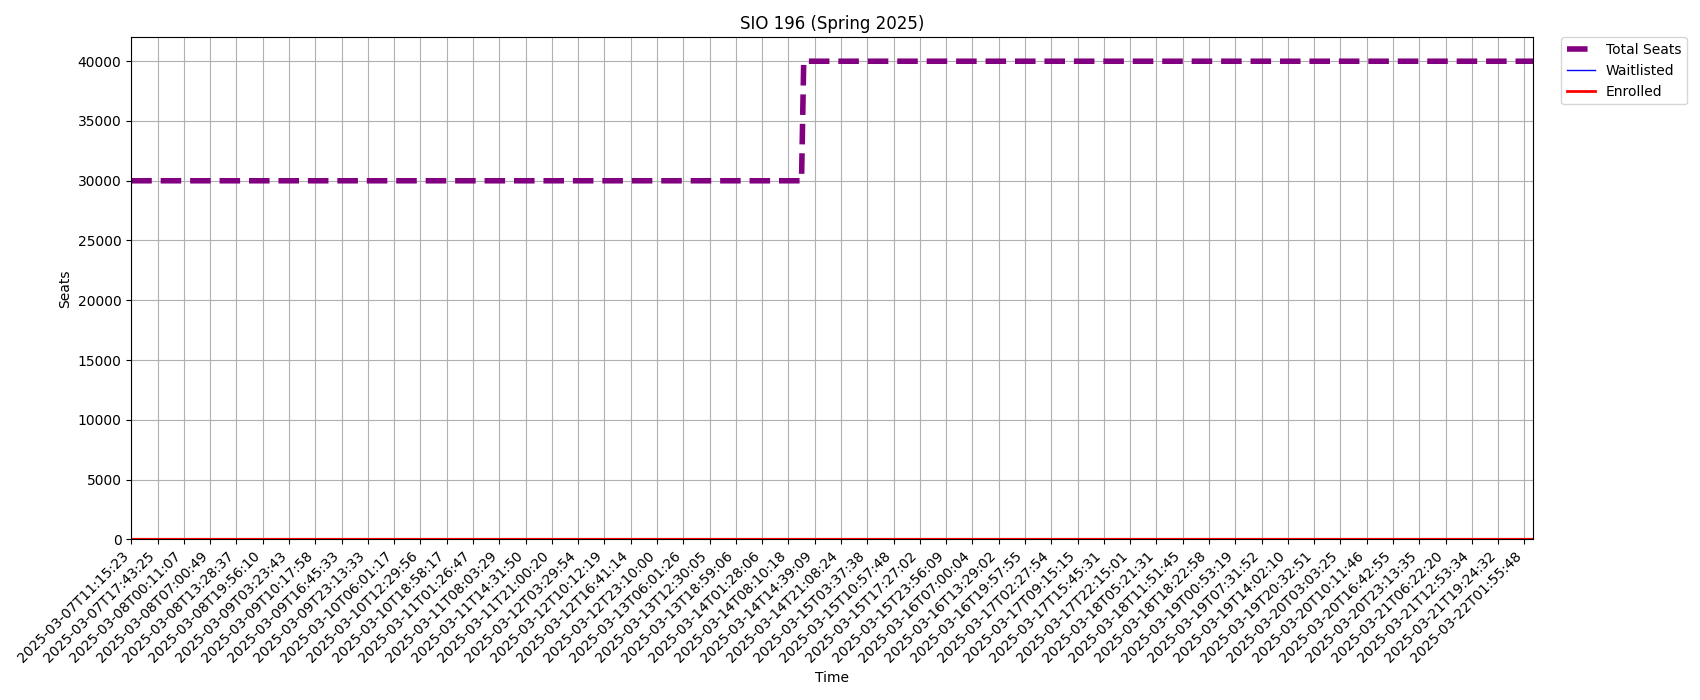 SIO 196 (Spring 2025)
Total Seats
Waitlisted
Enrolled
40000
35000
30000
25000
20000
15000
10000
5000
0
Seats
2025-03-07T11:15:23
2025-03-07T17:43:25
2025-03-08T00:11:07
2025-03-08T07:00:49
2025-03-08T13:28:37
2025-03-08T19:56:10
2025-03-09T03:23:43
2025-03-09T10:17:58
2025-03-09T16:45:33
2025-03-09T23:13:33
2025-03-10T06:01:17
2025-03-10T12:29:56
2025-03-10T18:58:17
2025-03-11T01:26:47
2025-03-11T08:03:29
2025-03-11T14:31:50
2025-03-11T21:00:20
2025-03-12T03:29:54
2025-03-12T10:12:19
2025-03-12T16:41:14
2025-03-12T23:10:00
2025-03-13T06:01:26
2025-03-13T12:30:05
2025-03-13T18:59:06
2025-03-14T01:28:06
2025-03-14T08:10:18
2025-03-14T14:39:09
2025-03-14T21:08:24
2025-03-15T03:37:38
2025-03-15T10:57:48
2025-03-15T17:27:02
2025-03-15T23:56:09
2025-03-16T07:00:04
2025-03-16T13:29:02
2025-03-16T19:57:55
2025-03-17T02:27:54
2025-03-17T09:15:15
2025-03-17T15:45:31
2025-03-17T22:15:01
2025-03-18T05:21:31
2025-03-18T11:51:45
2025-03-18T18:22:58
2025-03-19T00:53:19
2025-03-19T07:31:52
2025-03-19T14:02:10
2025-03-19T20:32:51
2025-03-20T03:03:25
2025-03-20T10:11:46
2025-03-20T16:42:55
2025-03-20T23:13:35
2025-03-21T06:22:20
2025-03-21T12:53:34
2025-03-21T19:24:32
2025-03-22T01:55:48
Time